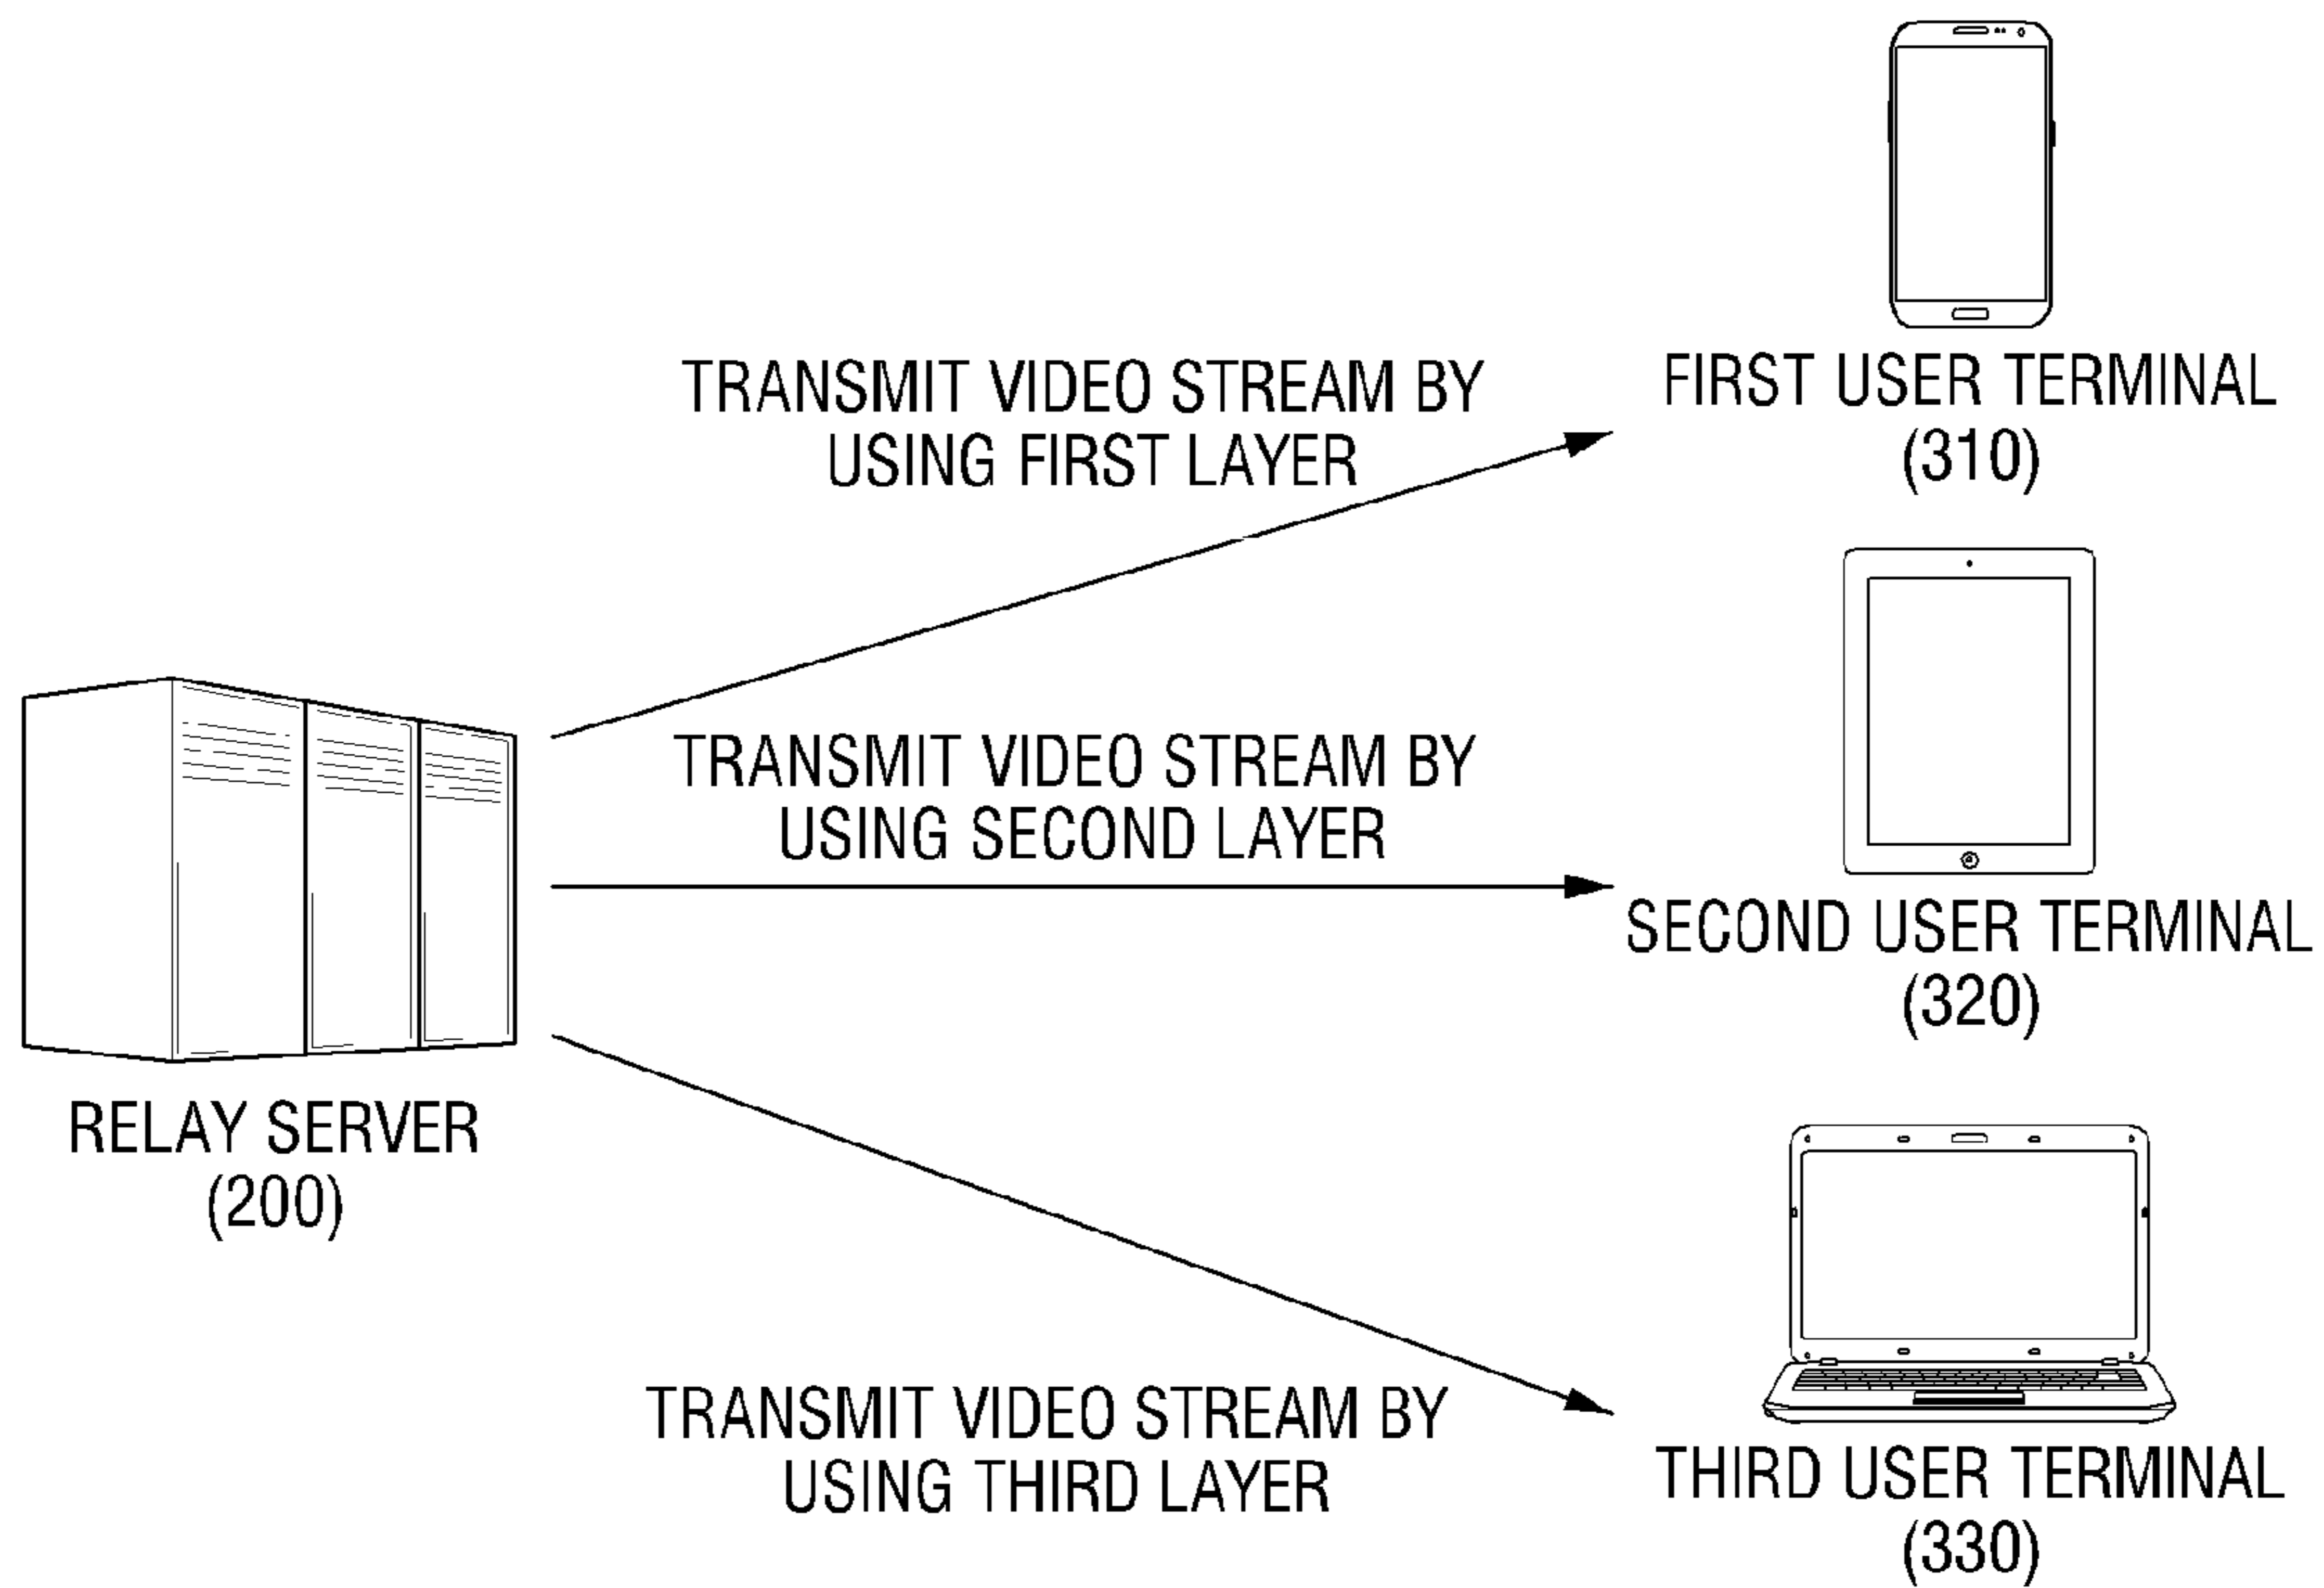 TRANSMIT VIDEO STREAM BY
USING FIRST LAYER
FIRST USER TERMINAL
(310)
TRANSMIT VIDEO STREAM BY
USING SECOND LAYER
SECOND USER TERMINAL
(320)
RELAY SERVER
(200)
TRANSMIT VIDEO STREAM BY
USING THIRD LAYER
THIRD USER TERMINAL
(330)